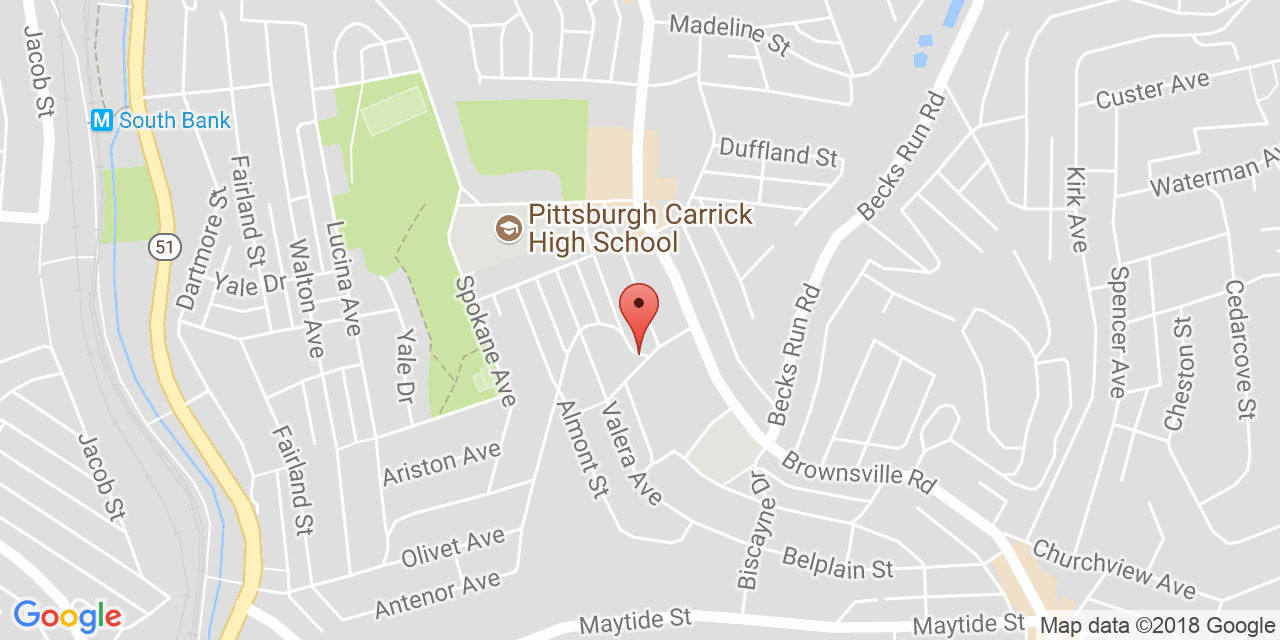 Madeline St
Jacob St
Custer Ave
M South Bank
Becks Run Rd
Duffland St
Waterman Av
Fairland St
Kirk Ave
Dartmore St
Pittsburgh Carrick
High School
51
Lucina Ave
Walton Ave
Yale Dr
Spokane Ave
Spencer Ave
Cedarcove St
Becks Run Rd
Chestoon St
Yale Dr
Almont St
Valera Ave
Jacob St
Fairland St
Ariston Ave
Brownsville Rd
Biscayne Dr
Olivet Ave
Belplain St
Churchview Ave
Antenor Ave
Maytide St
Maytide St
Google
Map data ©2018 Google